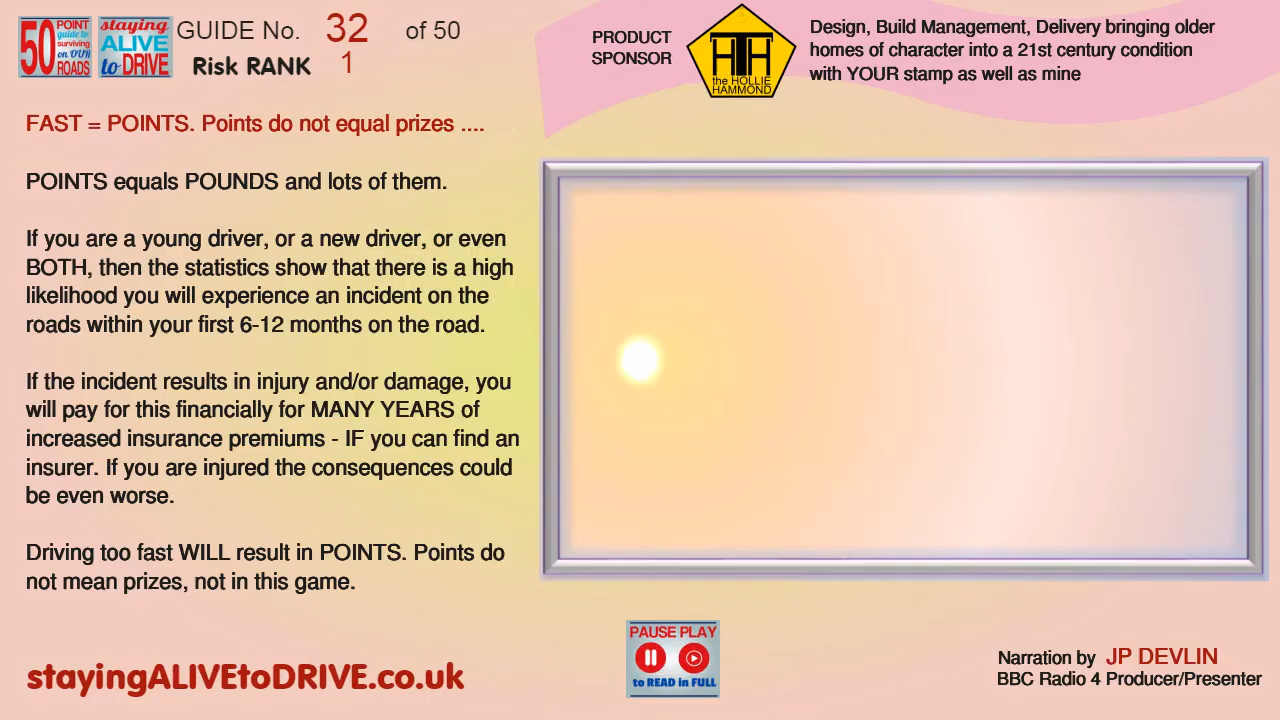 50 POINT
guide to
surviving
on OUR
ROADS
staying
ALIVE
to DRIVE
GUIDE No. 32 of 50
Risk RANK 1
PRODUCT
SPONSOR
HTH
the HOLLIE
HAMMOND
Design, Build Management, Delivery bringing older
homes of character into a 21st century condition
with YOUR stamp as well as mine
FAST = POINTS. Points do not equal prizes ....
POINTS equals POUNDS and lots of them.
If you are a young driver, or a new driver, or even
BOTH, then the statistics show that there is a high
likelihood you will experience an incident on the
roads within your first 6-12 months on the road.
If the incident results in injury and/or damage, you
will pay for this financially for MANY YEARS of
increased insurance premiums - IF you can find an
insurer. If you are injured the consequences could
be even worse.
Driving too fast WILL result in POINTS. Points do
not mean prizes, not in this game.
stayingALIVEtoDRIVE.co.uk
PAUSE PLAY
to READ in FULL
Narration by JP DEVLIN
BBC Radio 4 Producer/Presenter